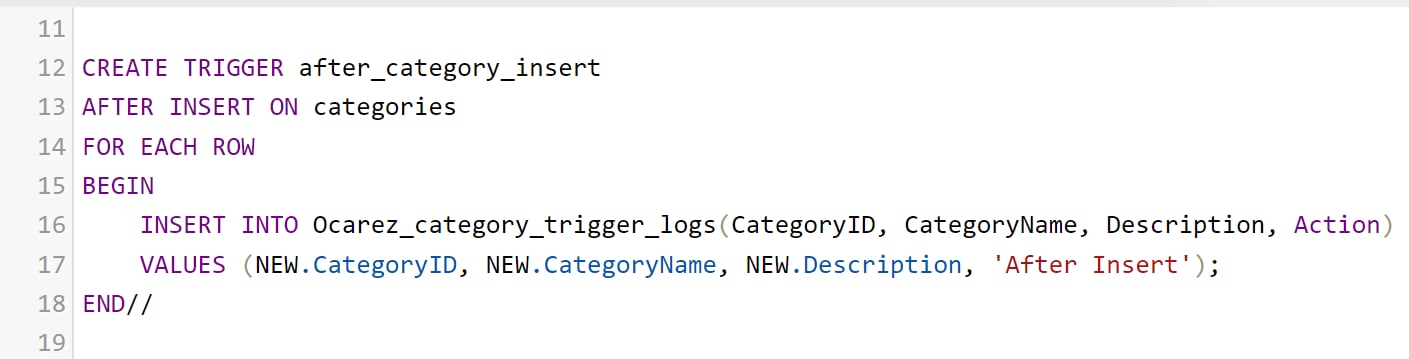 11
12 CREATE TRIGGER after_category_insert
13 AFTER INSERT ON categories
14 FOR EACH ROW
15 BEGIN
16     INSERT INTO Ocarez_category_trigger_logs(CategoryID, CategoryName, Description, Action)
17     VALUES (NEW.CategoryID, NEW.CategoryName, NEW.Description, 'After Insert');
18 END//
19